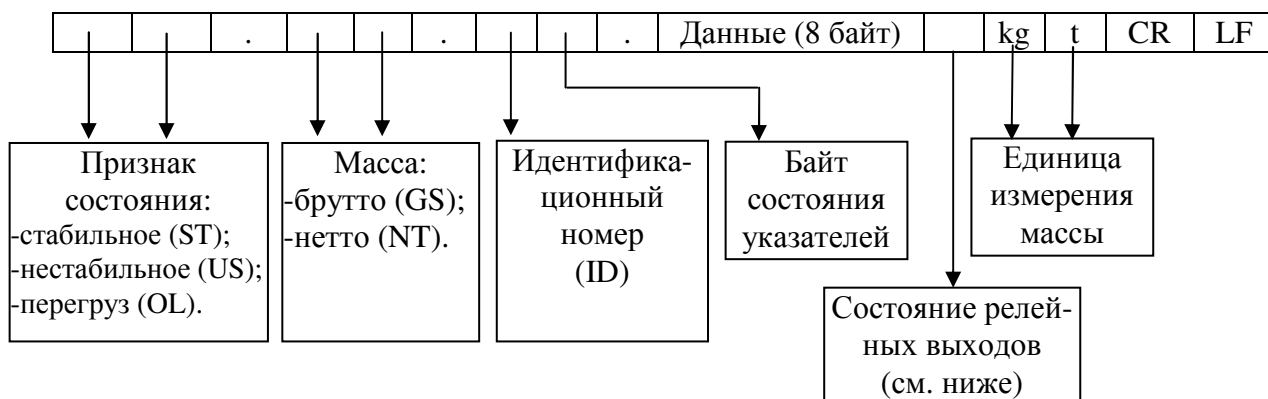 . . . Данные (8 байт) kg t CR LF
Признак
состояния:
-стабильное (ST);
-нестабильное (US);
-перегруз (OL).
Масса:
-брутто (GS);
-нетто (NT).
Идентифика-
ционный
номер
(ID)
Байт
состояния
указателей
Единица
измерения
массы
Состояние релей-
ных выходов
(см. ниже)